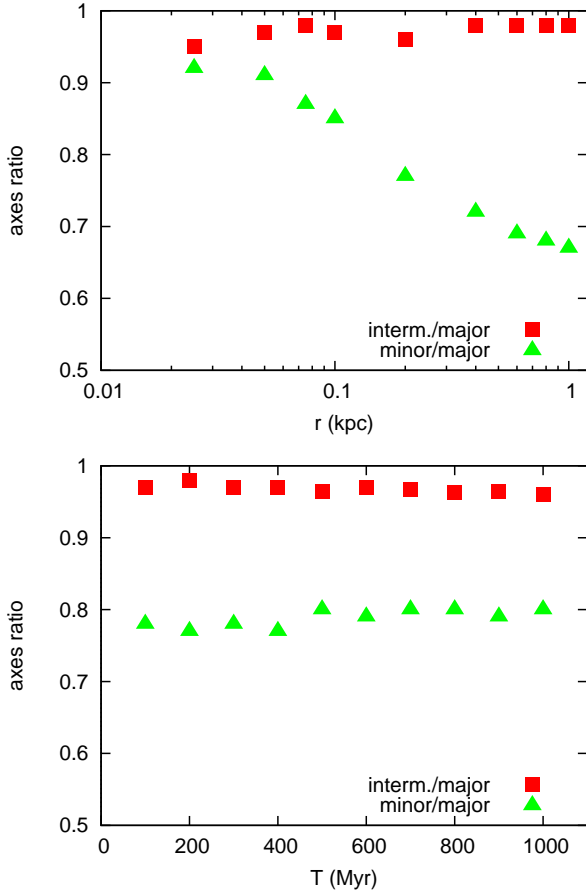 1
0.9
0.8
0.7
0.6
0.5
axes ratio
interm./major
minor/major
0.01
0.1
1
r (kpc)
1
0.9
0.8
0.7
0.6
0.5
axes ratio
interm./major
minor/major
0
200
400
600
800
1000
T (Myr)